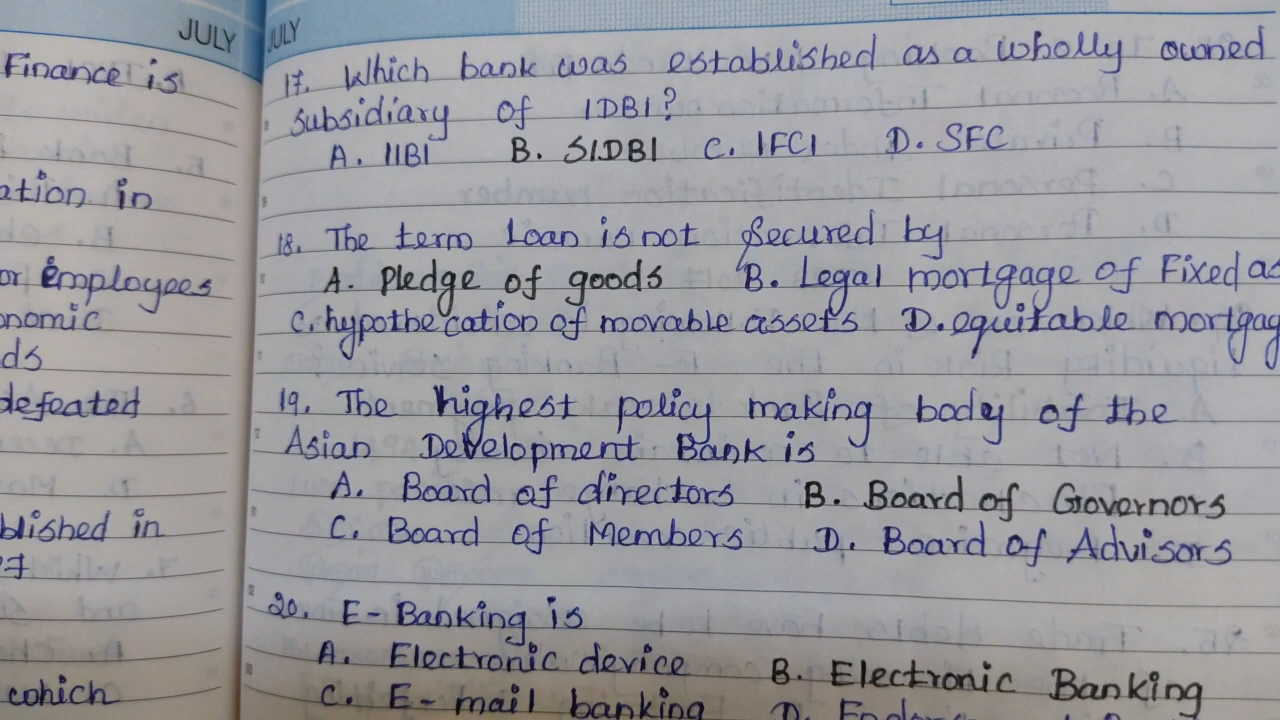 JULY
Finance is
ation in
or employees
onomic
ds
defeated
blished in
which
JULY
17. Which bank was established as a wholly owned
subsidiary of IDBI?
A. IIBI B. SIDBI C. IFCI D. SFC
18. The term Loan is not Secured by
A. Pledge of goods B. Legal mortgage of Fixed as
C. hypothecation of movable assets D. equitable mortgag
19. The highest policy making body of the
Asian Development Bank is
A. Board of directors B. Board of Governors
C. Board of Members D. Board of Advisors
20. E-Banking is
A. Electronic device B. Electronic Banking
C. E-mail banking D.